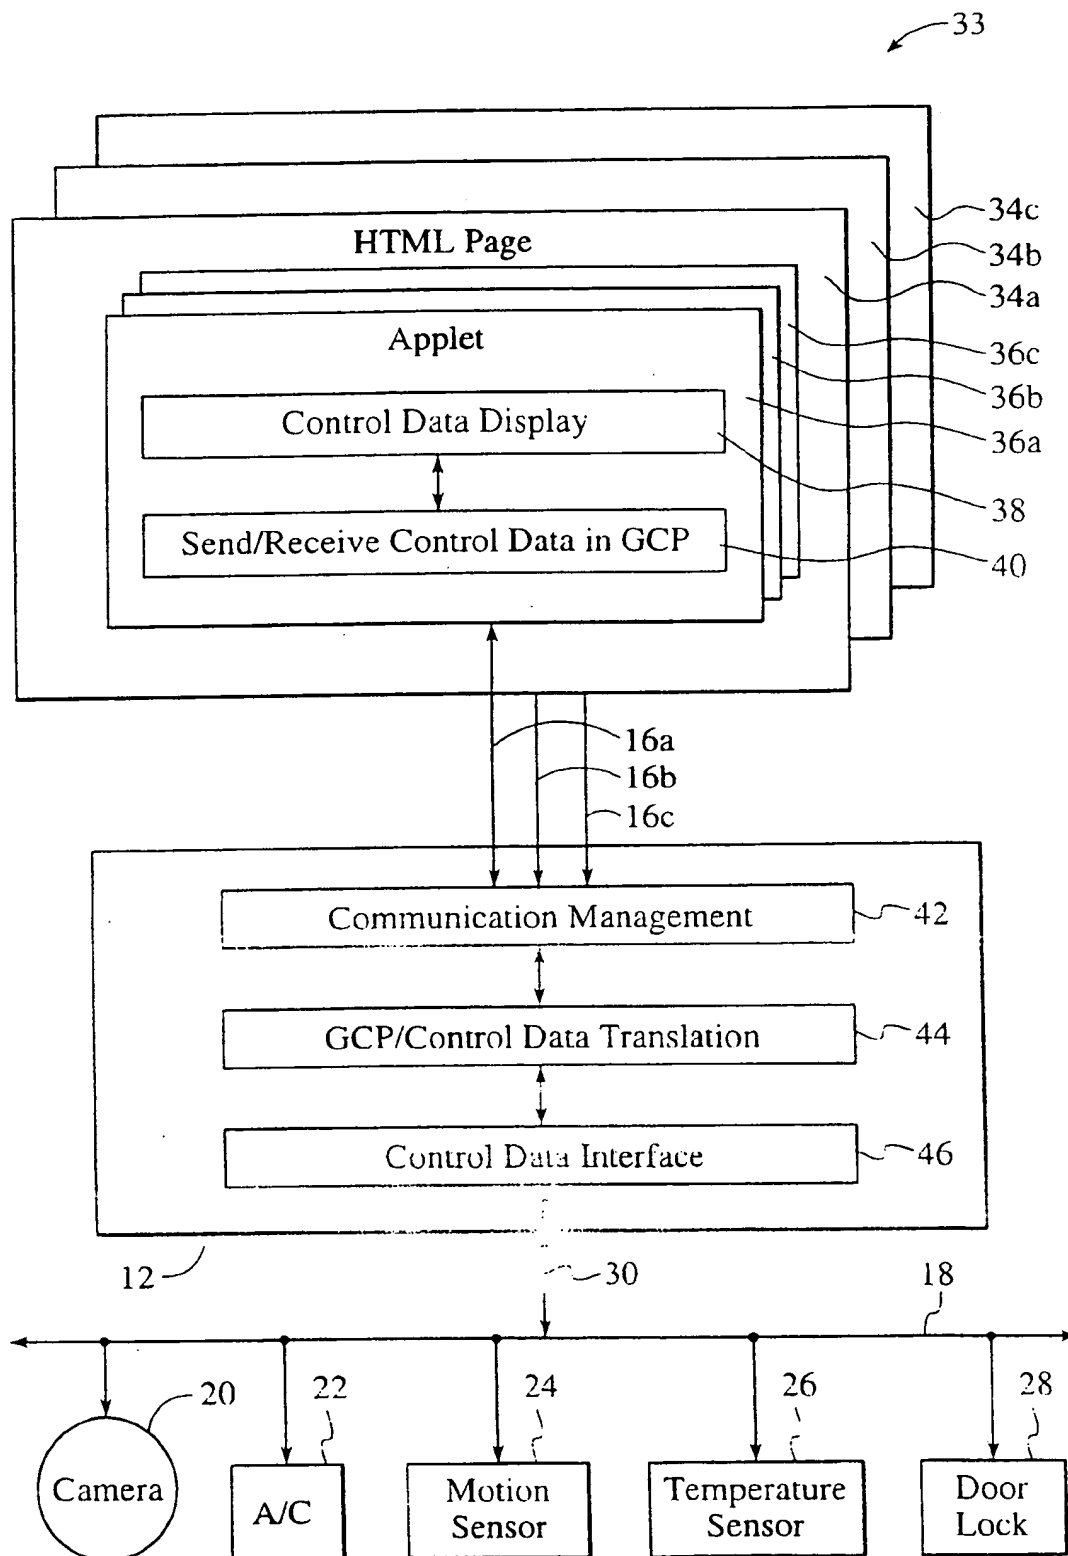 33
34c
HTML Page
34b
34a
Applet
36c
36b
Control Data Display
36a
38
Send/Receive Control Data in GCP
40
16a
16b
16c
Communication Management
42
GCP/Control Data Translation
44
Control Data Interface
46
12
30
18
20
22
24
26
28
Camera
A/C
Motion
Sensor
Temperature
Sensor
Door
Lock